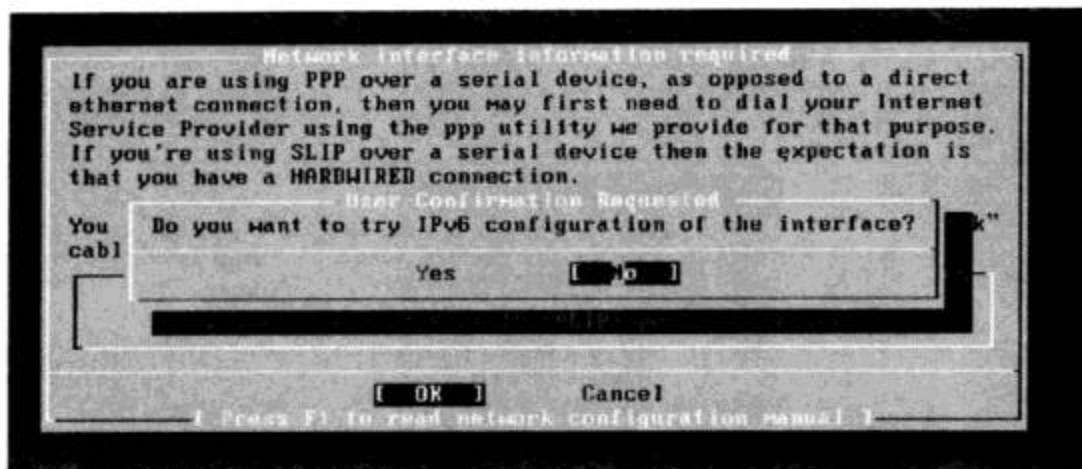 Network interface information required
If you are using PPP over a serial device, as opposed to a direct
ethernet connection, then you may first need to dial your Internet
Service Provider using the ppp utility we provide for that purpose.
If you're using SLIP over a serial device then the expectation is
that you have a HARDWIRED connection.
User Confirmation Requested
You Do you want to try IPv6 configuration of the interface? k"
cabl
Yes [ No ]
[ OK ] Cancel
[ Press F1 to read network configuration manual ]